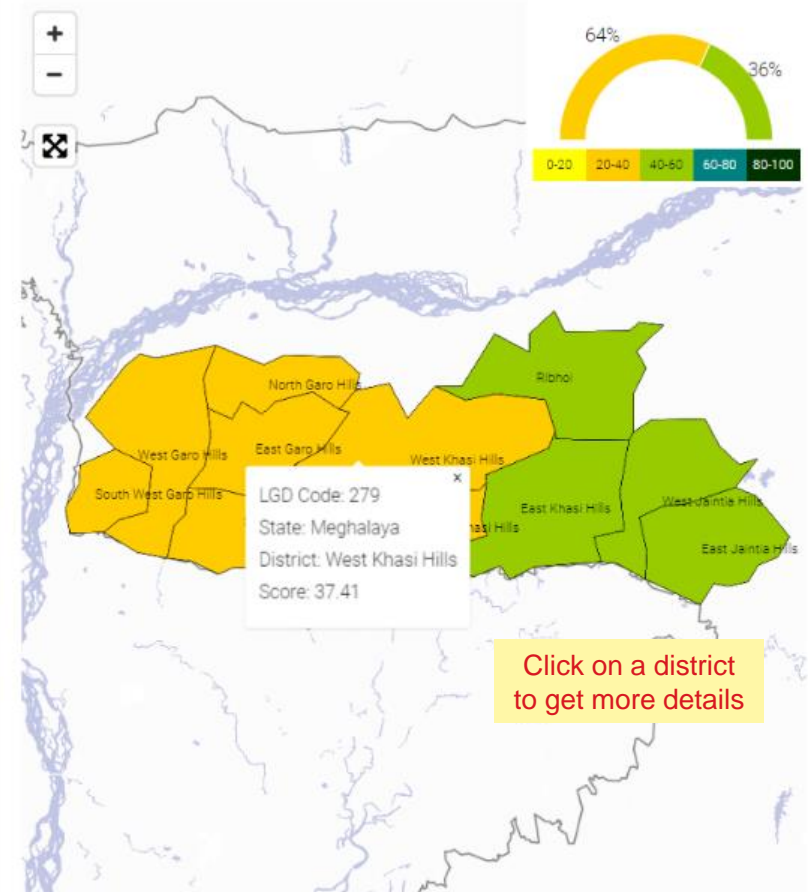 +
−
64%
36%
0-20 20-40 40-60 60-80 80-100
Ribhoi
North Garo Hills
West Garo Hills
East Garo Hills
West Khasi Hills
South West Garo Hills
East Khasi Hills
West Jaintia Hills
East Jaintia Hills
asi Hills
x
LGD Code: 279
State: Meghalaya
District: West Khasi Hills
Score: 37.41
Click on a district
to get more details